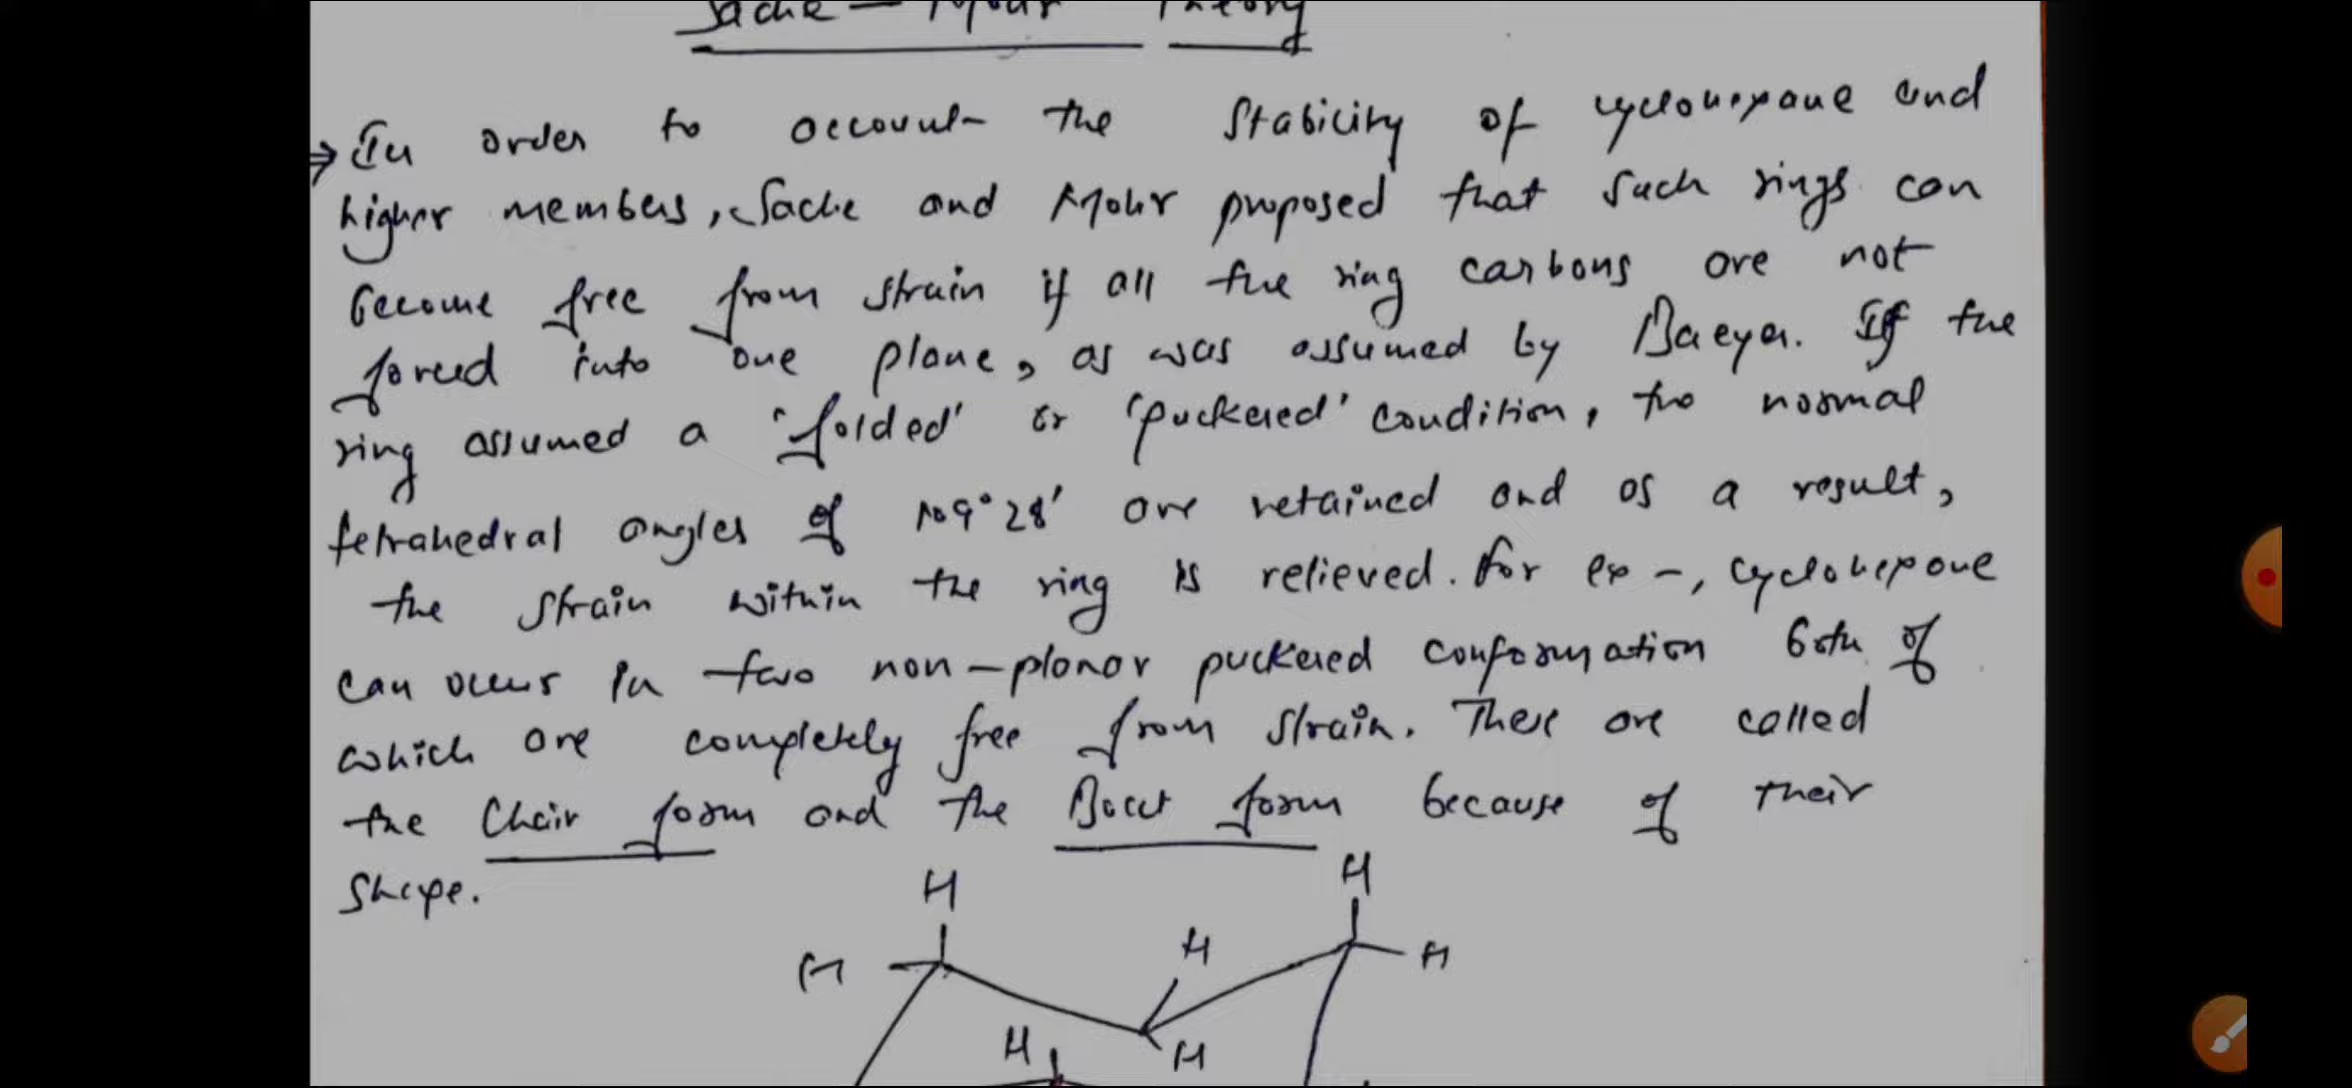 Sache - Mohr Theory
⇒ In order to account the stability of cyclohexane and
higher members, Sache and Mohr proposed that such rings can
become free from strain if all the ring carbons are not
forced into one plane, as was assumed by Baeyer. If the
ring assumed a 'folded' or 'puckered' condition, the normal
tetrahedral angles of 109°28' are retained and as a result,
the strain within the ring is relieved. For ex -, cyclohexane
can occur in two non-planar puckered conformation both of
which are completely free from strain. These are called
the Chair form and the Boat form because of their
shape.
H H
H H H
H H